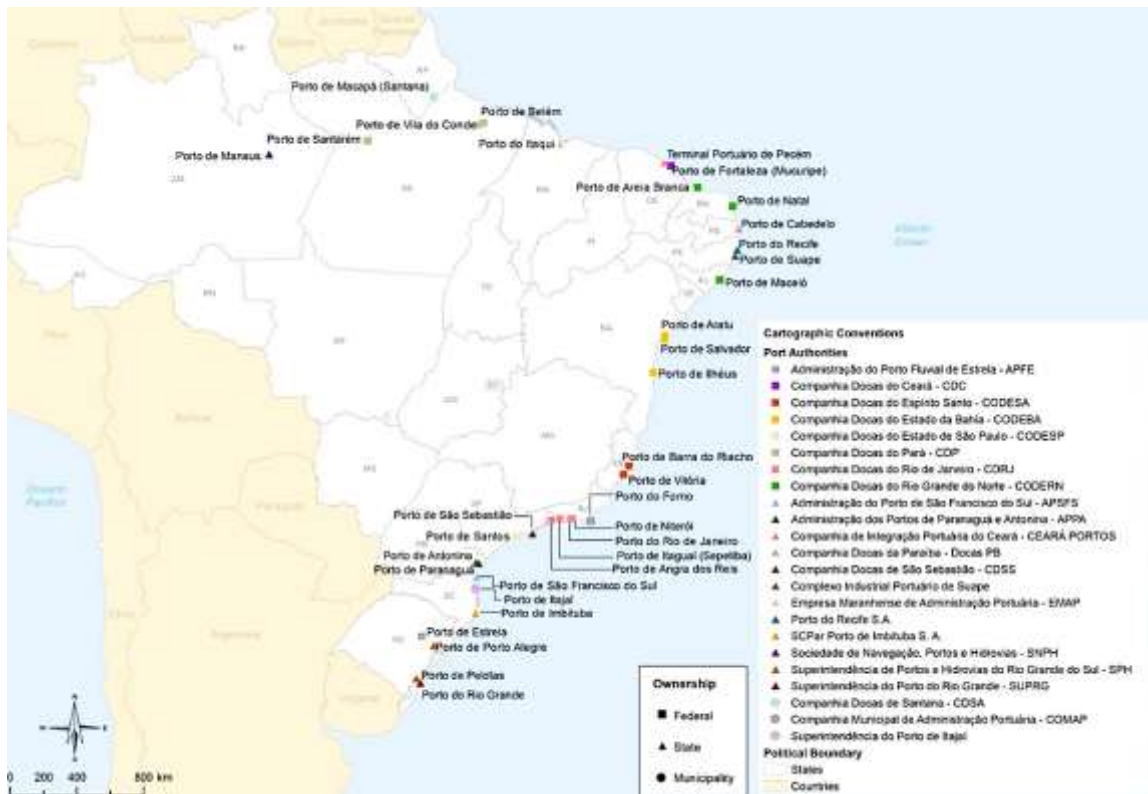 Porto de Macapá (Santana)
Porto de Belém
Porto de Vila do Conde
Porto de Santarém
Porto do Itaqui
Porto de Manaus
Terminal Portuário de Pecém
Porto de Fortaleza (Mucuripe)
Porto de Areia Branca
Porto de Natal
Porto de Cabedelo
Porto do Recife
Porto de Suape
Porto de Maceió
Atlantic
Ocean
Porto de Aratu
Porto de Salvador
Porto de Ilhéus
Porto de Barra do Riacho
Porto de Vitória
Porto do Forno
Porto de São Sebastião
Porto de Santos
Porto de Niterói
Porto do Rio de Janeiro
Porto de Itaguaí (Sepetiba)
Porto de Angra dos Reis
Porto de Antonina
Porto de Paranaguá
Porto de São Francisco do Sul
Porto de Itajaí
Porto de Imbituba
Porto de Estrela
Porto de Porto Alegre
Porto de Pelotas
Porto do Rio Grande
Paraguay
Argentina
Uruguay
Cartographic Conventions
Port Authorities
Administração do Porto Fluvial de Estrela - APFE
Companhia Docas do Ceará - CDC
Companhia Docas do Espírito Santo - CODESA
Companhia Docas do Estado da Bahia - CODEBA
Companhia Docas do Estado de São Paulo - CODESP
Companhia Docas do Pará - CDP
Companhia Docas do Rio de Janeiro - CDRJ
Companhia Docas do Rio Grande do Norte - CODERN
Administração do Porto de São Francisco do Sul - APSFS
Administração dos Portos de Paranaguá e Antonina - APPA
Companhia de Integração Portuária do Ceará - CEARÁ PORTOS
Companhia Docas da Paraíba - Docas PB
Companhia Docas de São Sebastião - CDSS
Complexo Industrial Portuário de Suape
Empresa Maranhense de Administração Portuária - EMAP
Porto do Recife S.A.
SCPar Porto de Imbituba S. A.
Sociedade de Navegação, Portos e Hidrovias - SNPH
Superintendência de Portos e Hidrovias do Rio Grande do Sul - SPH
Superintendência do Porto do Rio Grande - SUPRG
Companhia Docas de Santana - CDSA
Companhia Municipal de Administração Portuária - COMAP
Superintendência do Porto de Itajaí
Political Boundary
States
Countries
Ownership
Federal
State
Municipality
0 200 400 800 km